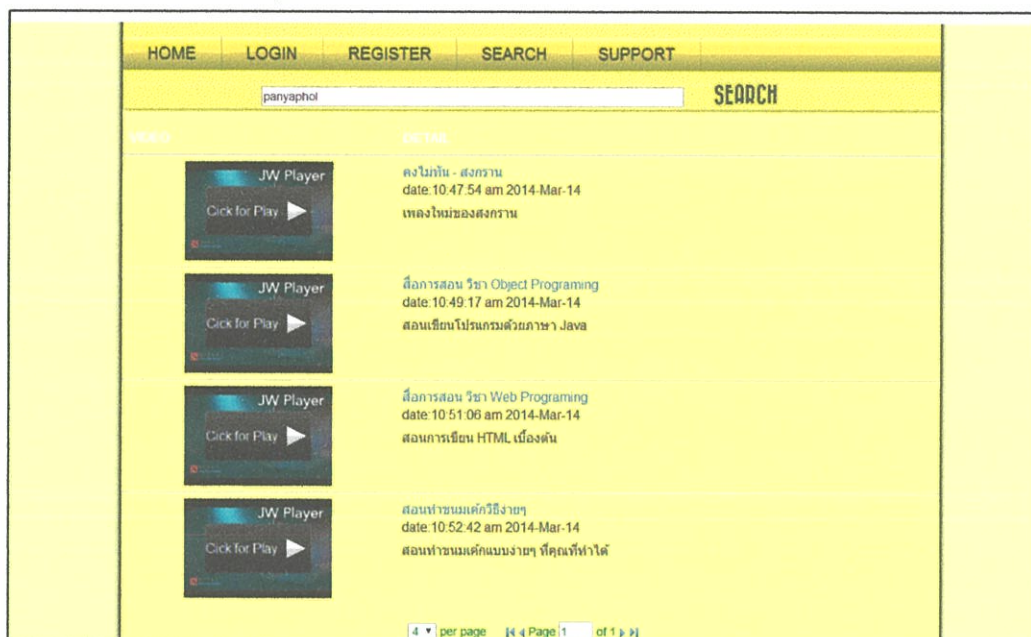 HOME LOGIN REGISTER SEARCH SUPPORT
panyaphol SEARCH
VIDEO DETAIL
JW Player
Cick for Play
คงไม่ทัน - สงกราน
date:10:47:54 am 2014-Mar-14
เพลงใหม่ของสงกราน
JW Player
Cick for Play
สื่อการสอน วิชา Object Programing
date:10:49:17 am 2014-Mar-14
สอนเขียนโปรแกรมด้วยภาษา Java
JW Player
Cick for Play
สื่อการสอน วิชา Web Programing
date:10:51:06 am 2014-Mar-14
สอนการเขียน HTML เบื้องต้น
JW Player
Cick for Play
สอนทำขนมเค้กวิธีง่ายๆ
date:10:52:42 am 2014-Mar-14
สอนทำขนมเค้กแบบง่ายๆ ที่คุณที่ทำได้
4 per page Page 1 of 1